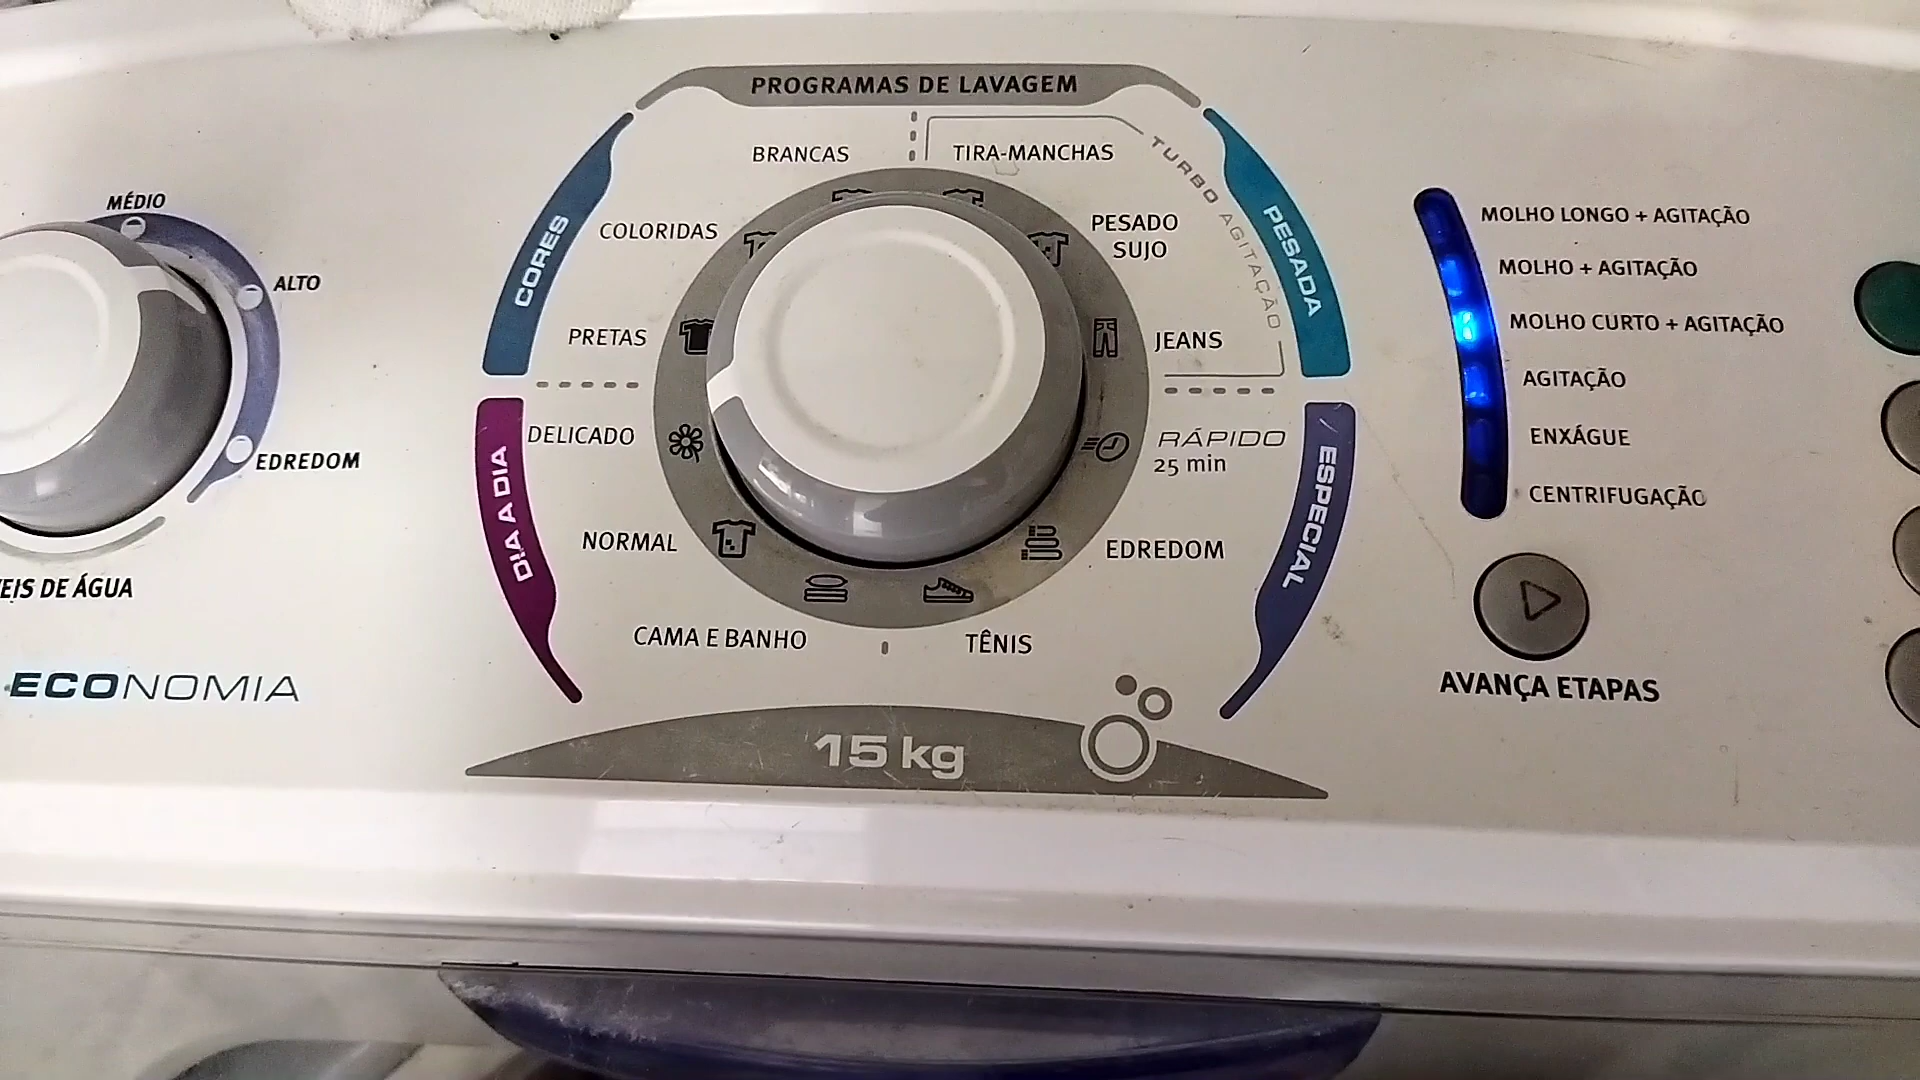 MÉDIO
ALTO
EDREDOM
EIS DE ÁGUA
ECONOMIA
PROGRAMAS DE LAVAGEM
BRANCAS
COLORIDAS
PRETAS
CORES
TIRA-MANCHAS
PESADO
SUJO
JEANS
TURBO AGITAÇÃO
PESADA
DELICADO
NORMAL
CAMA E BANHO
DIA A DIA
RÁPIDO
25 min
EDREDOM
TÊNIS
ESPECIAL
15 kg
MOLHO LONGO + AGITAÇÃO
MOLHO + AGITAÇÃO
MOLHO CURTO + AGITAÇÃO
AGITAÇÃO
ENXÁGUE
CENTRIFUGAÇÃO
AVANÇA ETAPAS